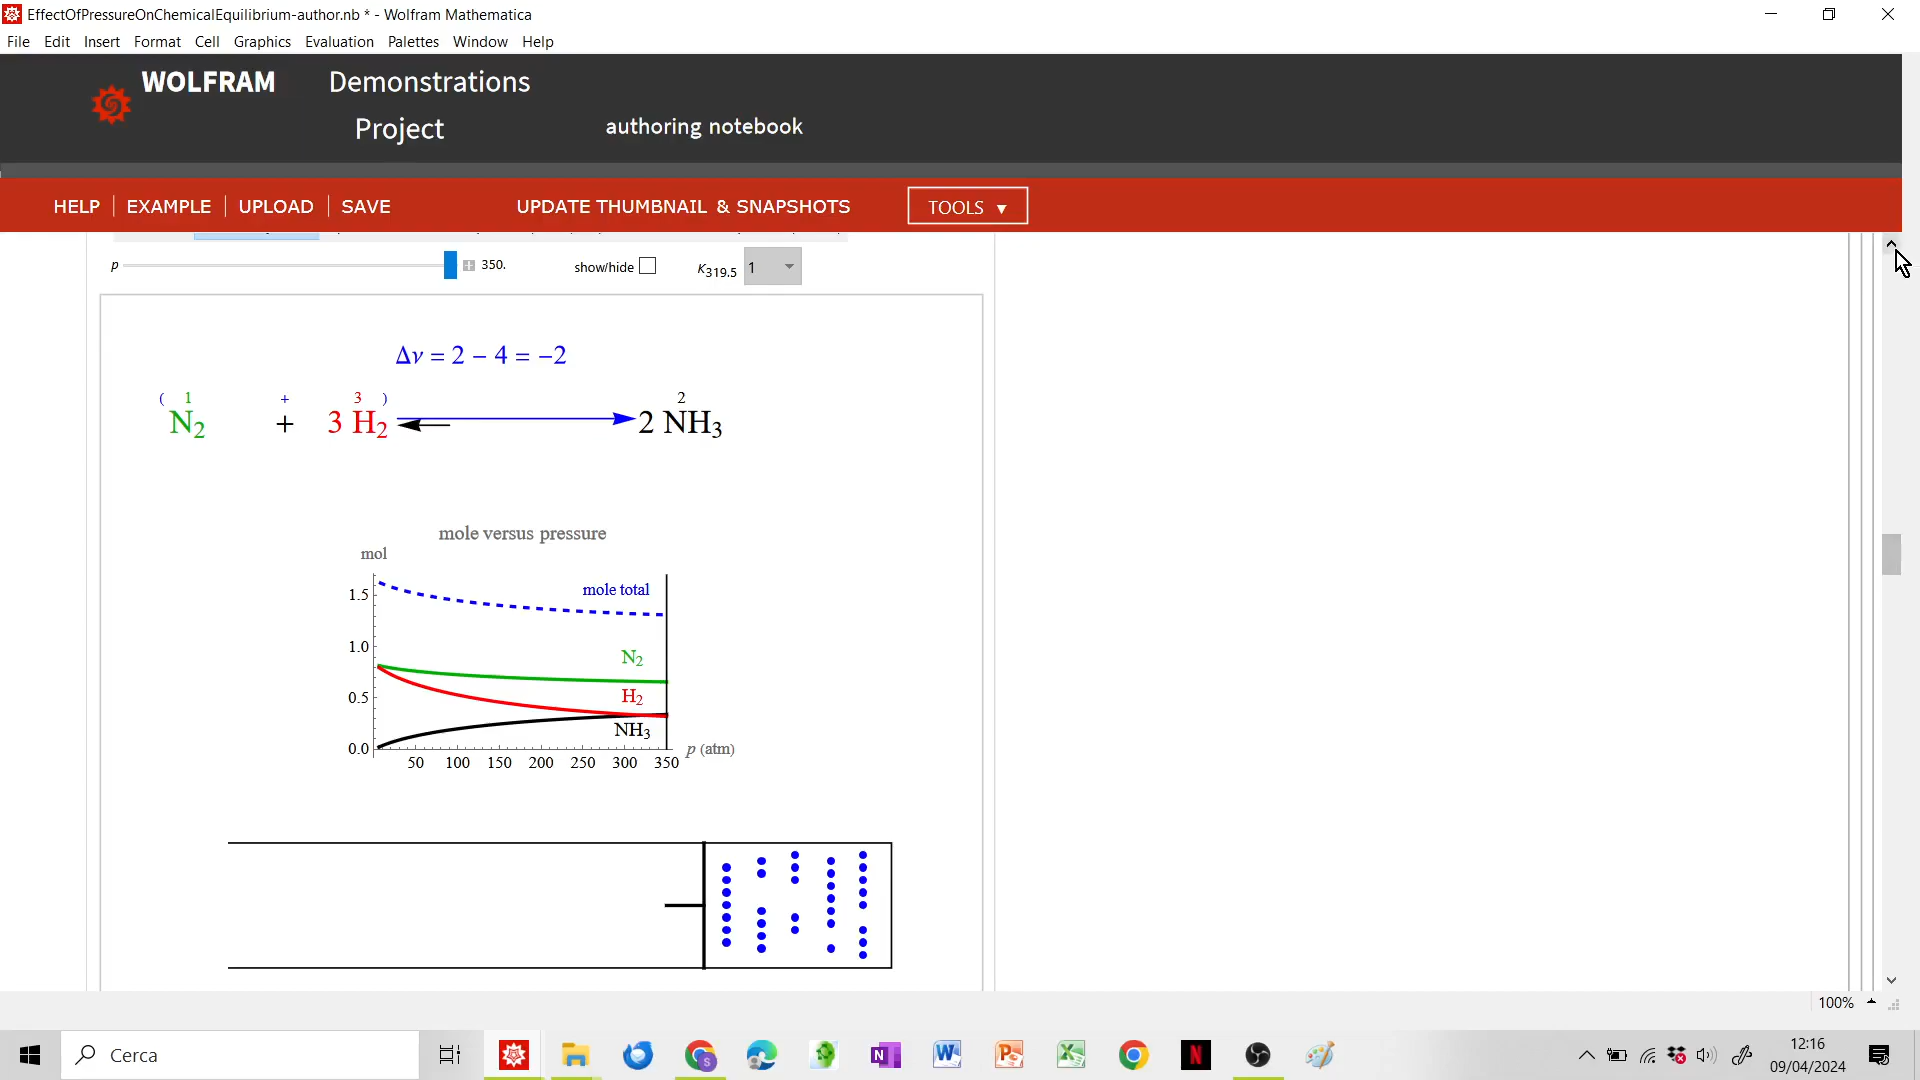 EffectOfPressureOnChemicalEquilibrium-author.nb * - Wolfram Mathematica
File Edit Insert Format Cell Graphics Evaluation Palettes Window Help
WOLFRAM Demonstrations
Project authoring notebook
HELP | EXAMPLE | UPLOAD | SAVE UPDATE THUMBNAIL & SNAPSHOTS TOOLS ▼
p 350. show/hide K₃₁₉.₅ 1
Δν = 2 − 4 = −2
( 1 + 3 ) 2
N₂ + 3 H₂ 2 NH₃
mole versus pressure
mol
mole total
1.5
1.0
N₂
0.5
H₂
NH₃
0.0
p (atm)
50 100 150 200 250 300 350
100%
Cerca
12:16
09/04/2024